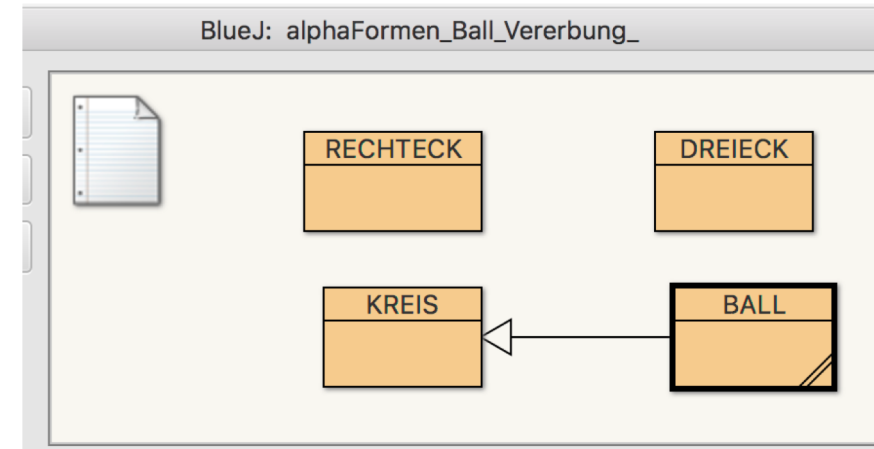 BlueJ: alphaFormen_Ball_Vererbung_
RECHTECK
DREIECK
KREIS
BALL